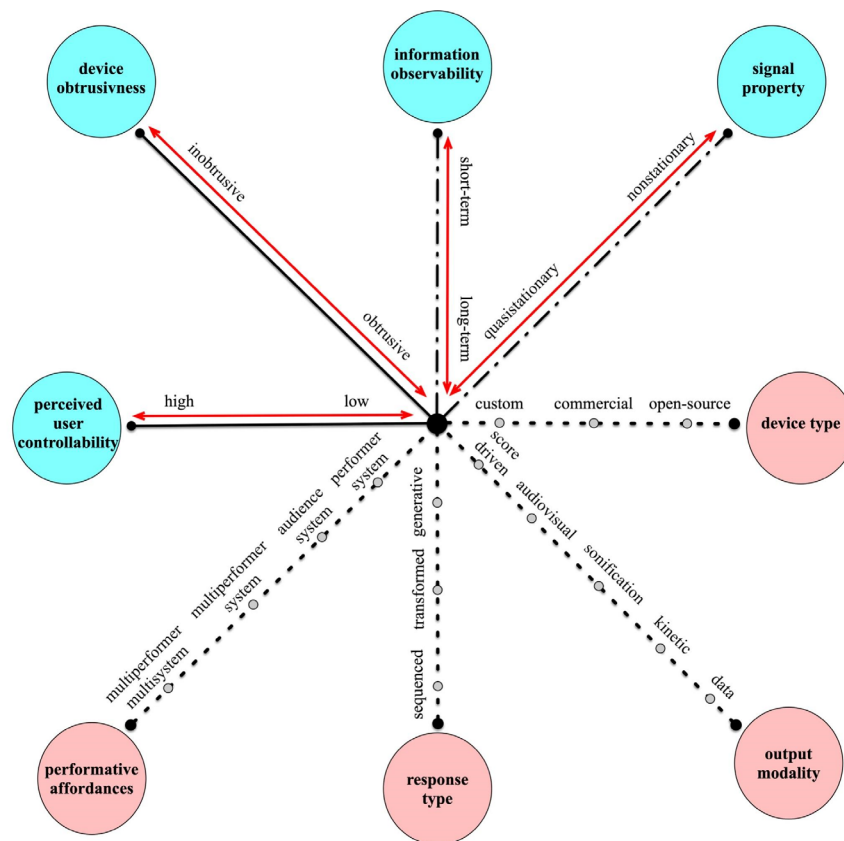 device
obtrusivness
information
observability
signal
property
inobtrusive
obtrusive
short-term
long-term
nonstationary
quasistationary
perceived
user
controllability
high
low
custom
commercial
open-source
device type
performer
system
audience
system
multiperformer
system
multiperformer
multisystem
generative
transformed
sequenced
score
driven
audiovisual
sonification
kinetic
data
performative
affordances
response
type
output
modality